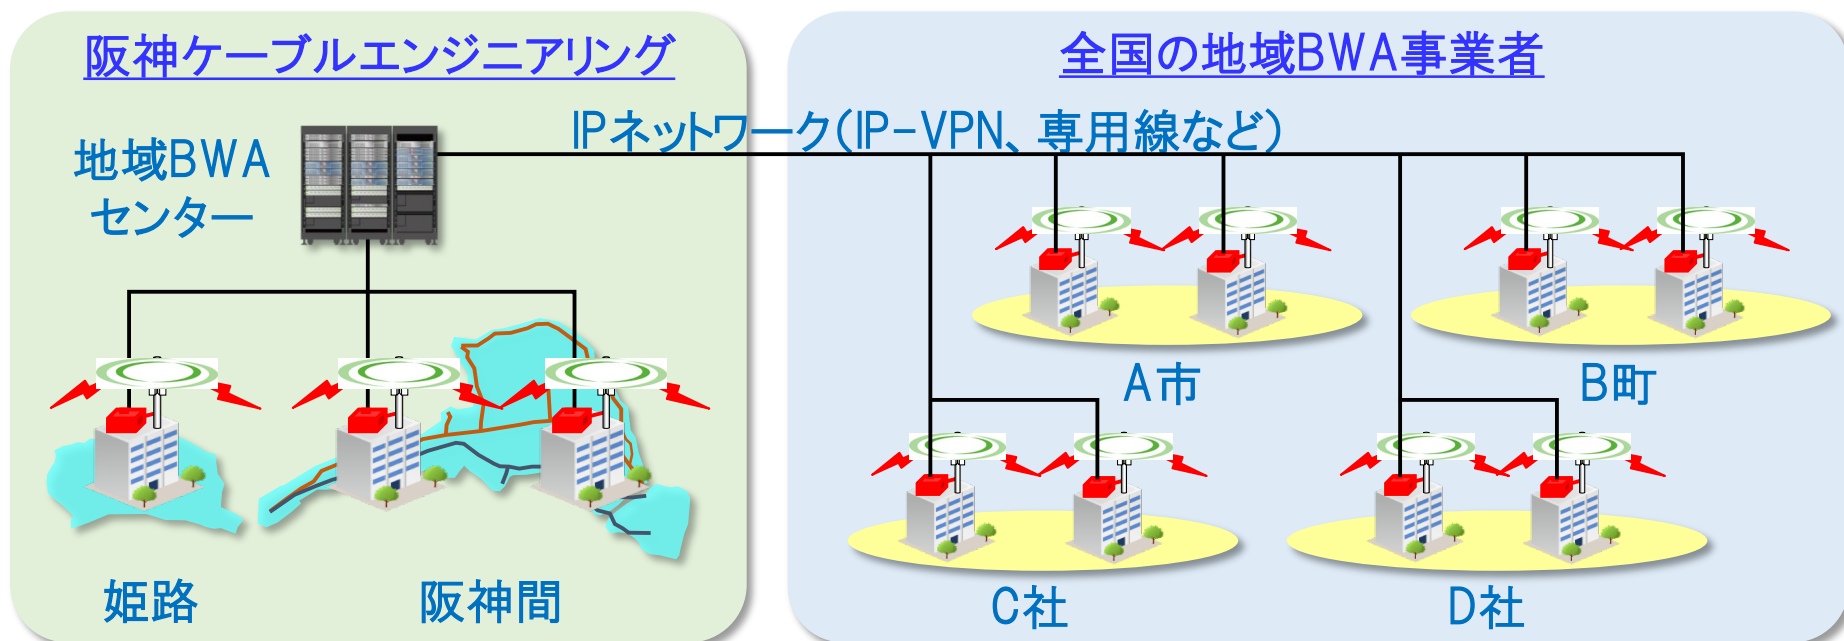 阪神ケーブルエンジニアリング
全国の地域BWA事業者
IPネットワーク(IP-VPN、専用線など)
地域BWA
センター
A市
B町
姫路
阪神間
C社
D社